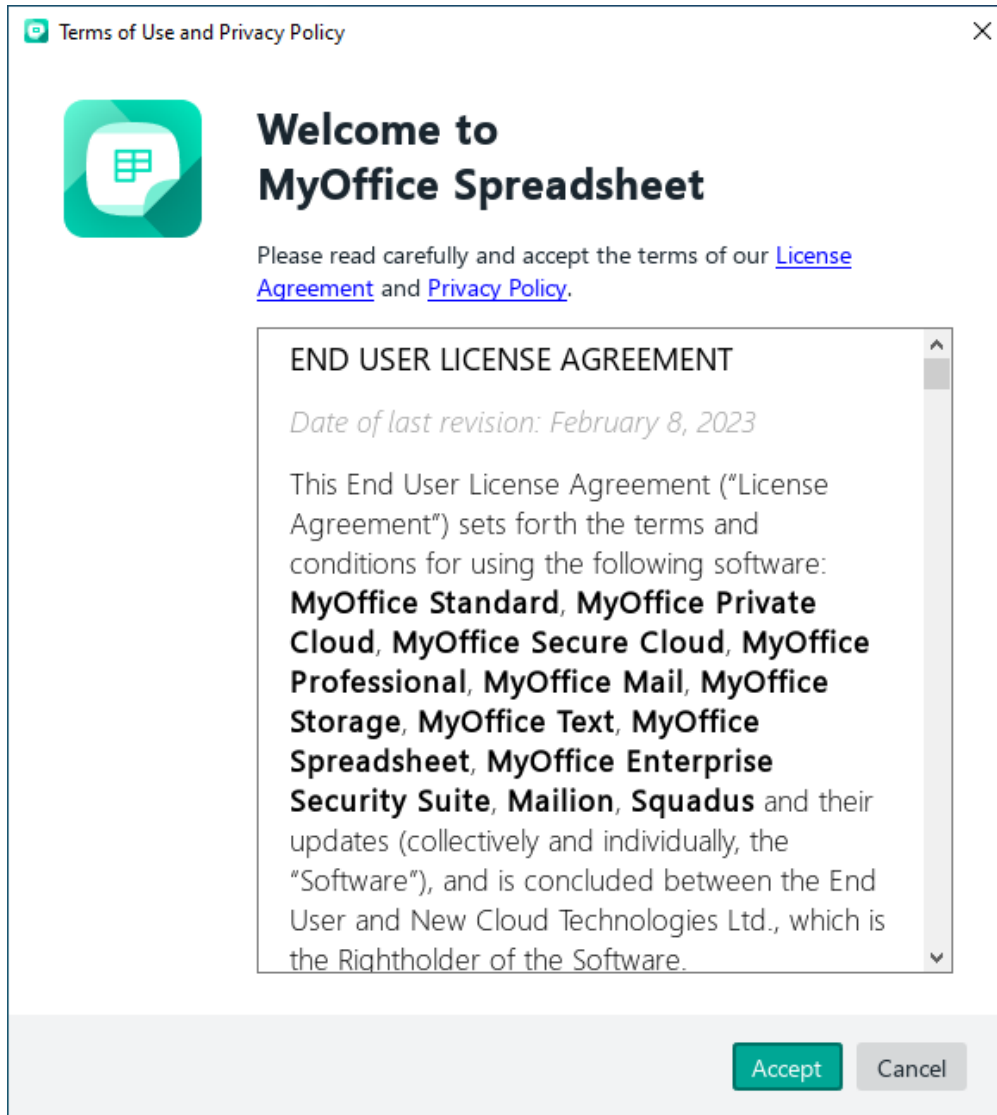 Terms of Use and Privacy Policy
Welcome to
MyOffice Spreadsheet
Please read carefully and accept the terms of our License
Agreement and Privacy Policy.
END USER LICENSE AGREEMENT
Date of last revision: February 8, 2023
This End User License Agreement (“License
Agreement”) sets forth the terms and
conditions for using the following software:
MyOffice Standard, MyOffice Private
Cloud, MyOffice Secure Cloud, MyOffice
Professional, MyOffice Mail, MyOffice
Storage, MyOffice Text, MyOffice
Spreadsheet, MyOffice Enterprise
Security Suite, Mailion, Squadus and their
updates (collectively and individually, the
“Software”), and is concluded between the End
User and New Cloud Technologies Ltd., which is
the Rightholder of the Software.
Accept
Cancel